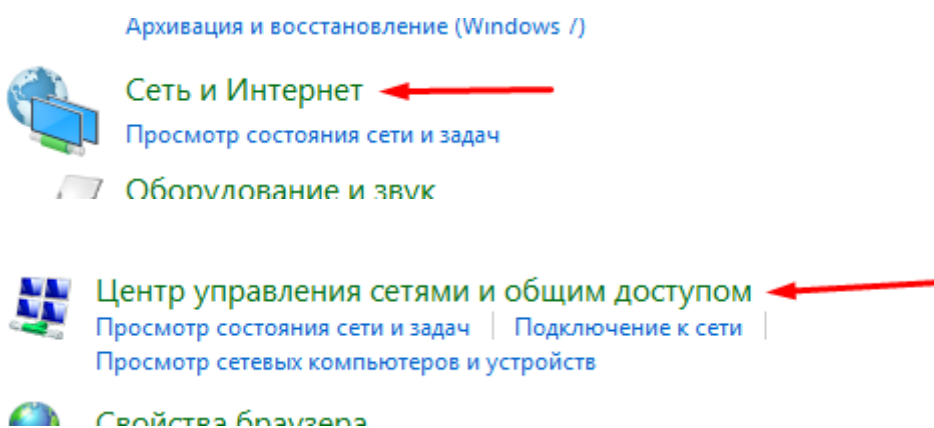 Архивация и восстановление (Windows 7)
Сеть и Интернет
Просмотр состояния сети и задач
Оборудование и звук
Центр управления сетями и общим доступом
Просмотр состояния сети и задач
Подключение к сети
Просмотр сетевых компьютеров и устройств
Свойства браузера